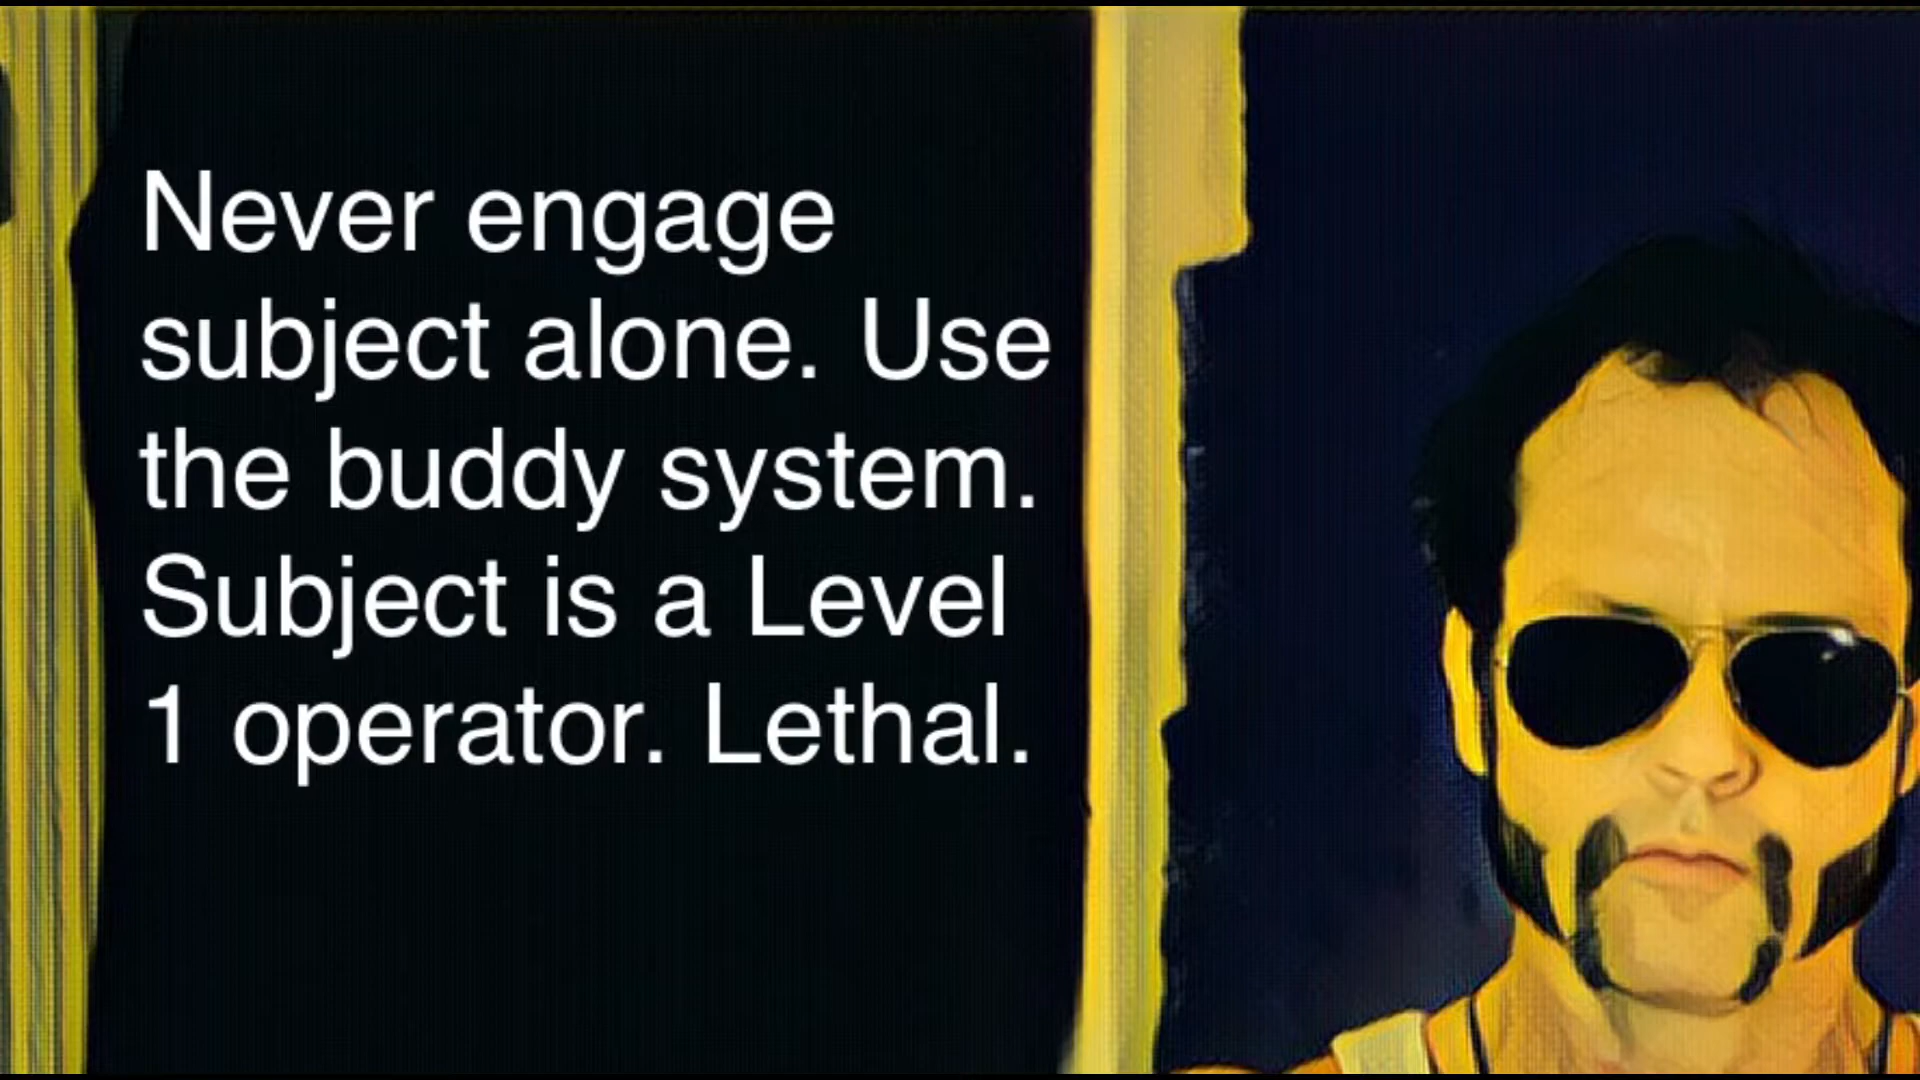 Never engage
subject alone. Use
the buddy system.
Subject is a Level
1 operator. Lethal.